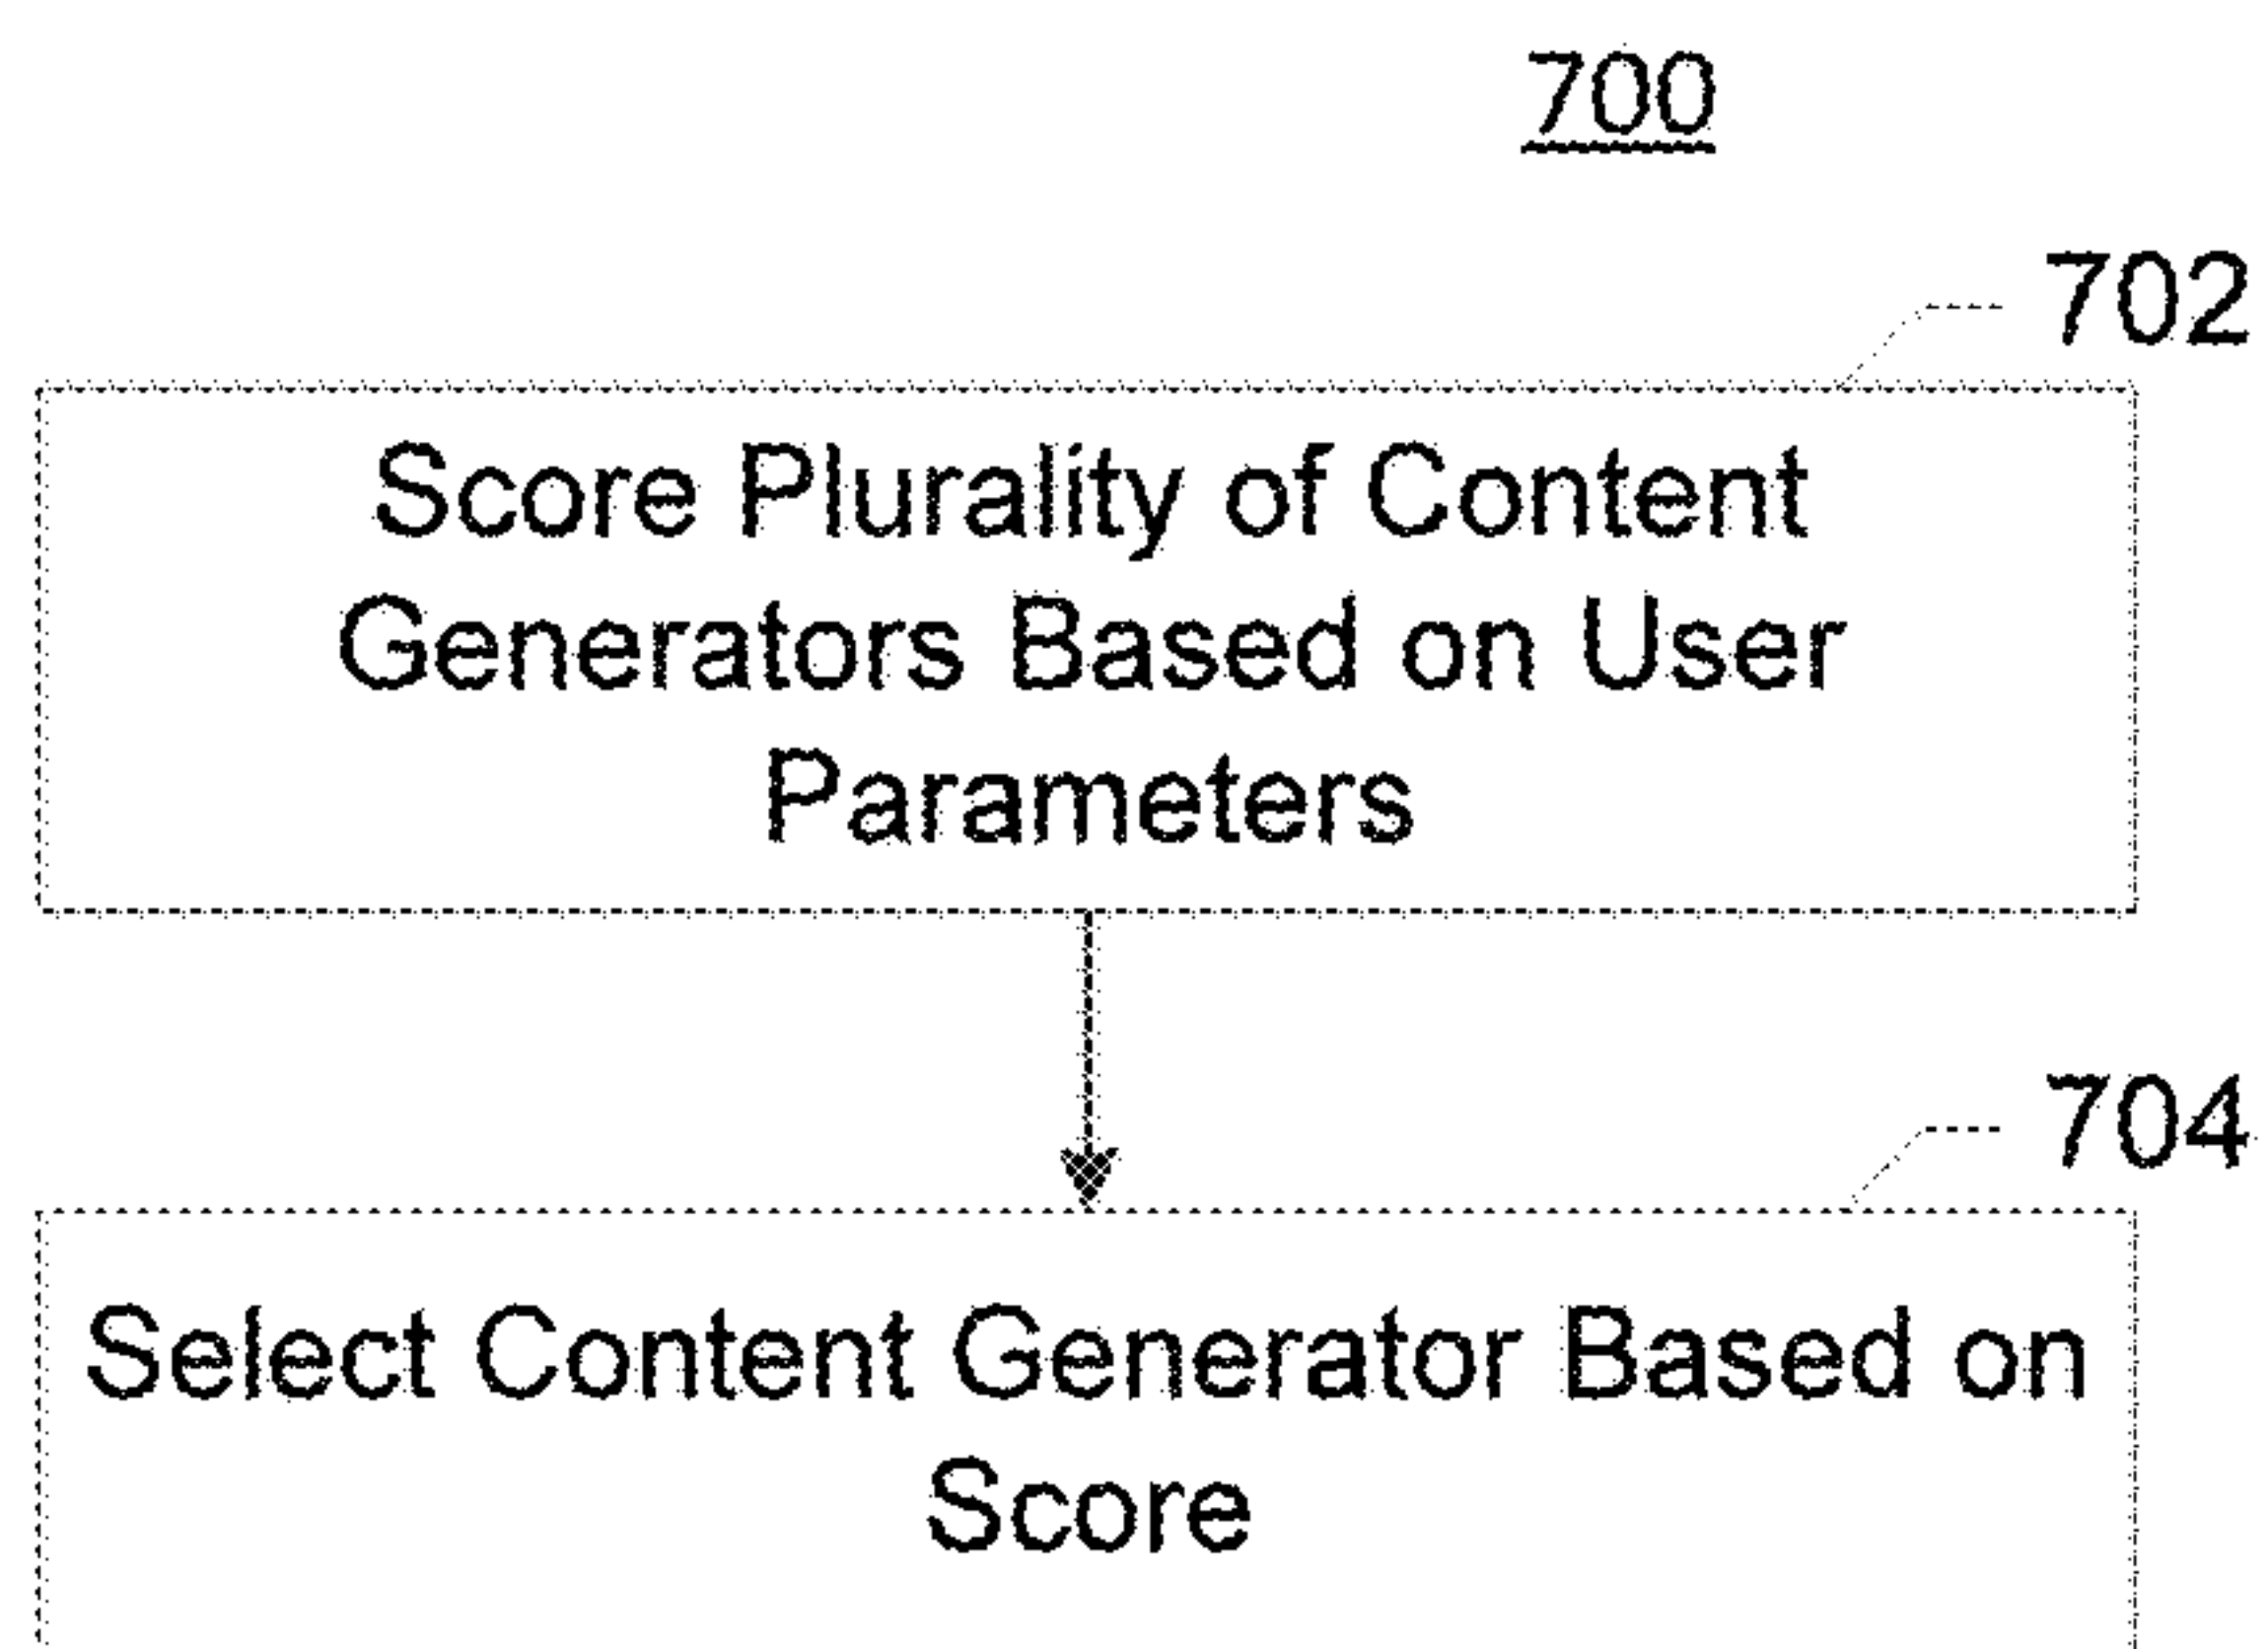 700
702
Score Plurality of Content
Generators Based on User
Parameters
704
Select Content Generator Based on
Score